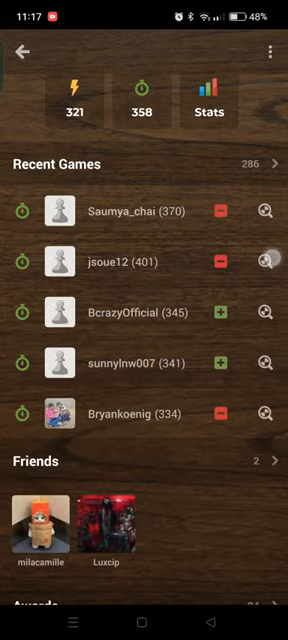 11:17
48%
321
358
Stats
Recent Games
286
Saumya_chai (370)
jsoue12 (401)
BcrazyOfficial (345)
sunnylnw007 (341)
Bryankoenig (334)
Friends
2
milacamille
Luxcip
Awards